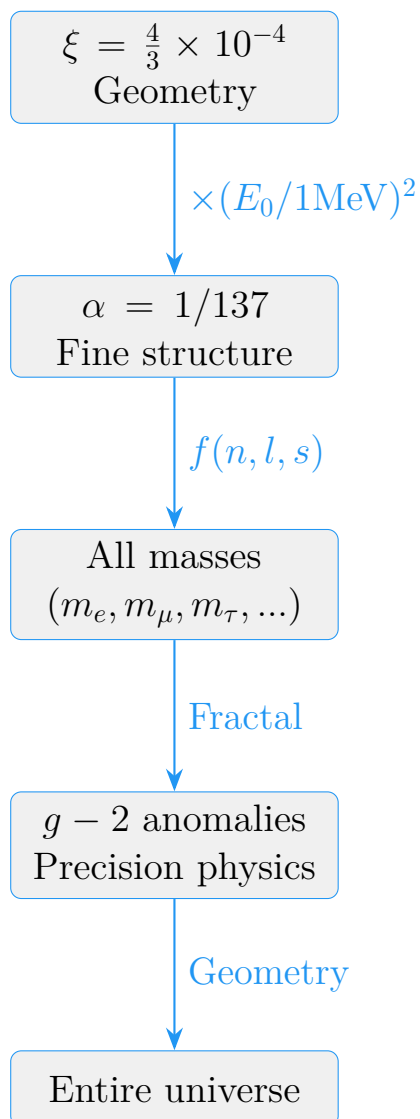 ξ = 4/3 × 10⁻⁴
Geometry
×(E₀/1MeV)²
α = 1/137
Fine structure
f(n, l, s)
All masses
(mₑ, m_μ, m_τ, ...)
Fractal
g − 2 anomalies
Precision physics
Geometry
Entire universe